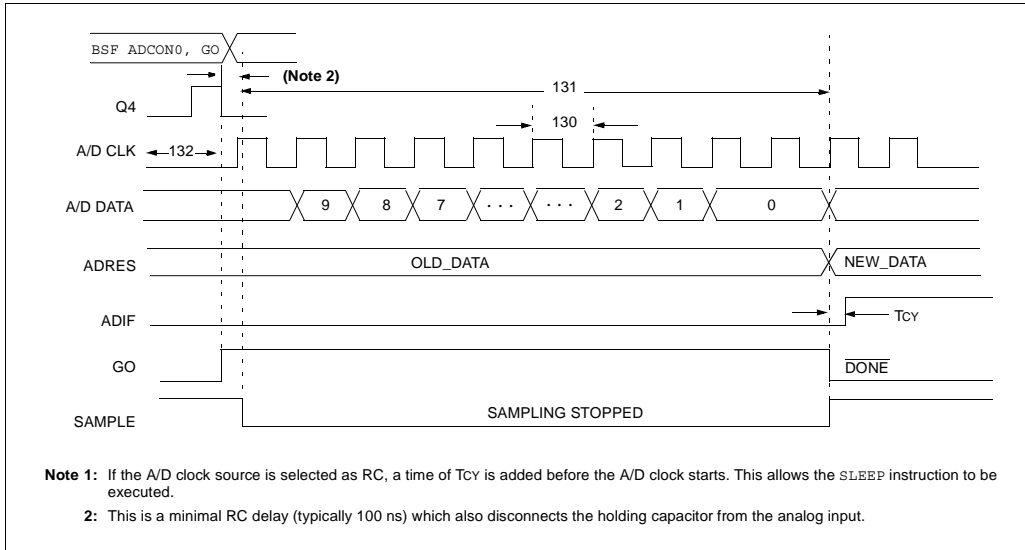 BSF ADCON0, GO
(Note 2)
131
Q4
130
A/D CLK
132
A/D DATA
9 8 7 . . . . . . 2 1 0
ADRES
OLD_DATA
NEW_DATA
ADIF
TCY
GO
DONE
SAMPLE
SAMPLING STOPPED
Note 1: If the A/D clock source is selected as RC, a time of TCY is added before the A/D clock starts. This allows the SLEEP instruction to be
executed.
2: This is a minimal RC delay (typically 100 ns) which also disconnects the holding capacitor from the analog input.